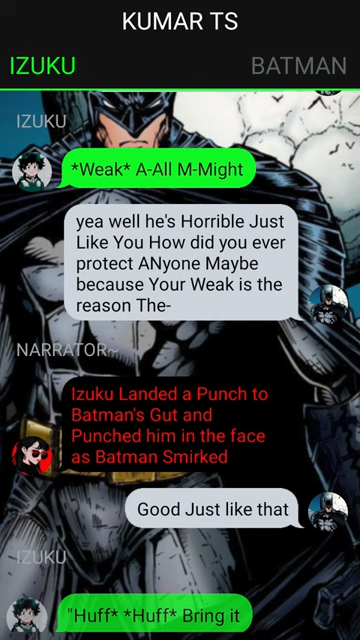 KUMAR TS
IZUKU
BATMAN
IZUKU
*Weak* A-All M-Might
yea well he's Horrible Just
Like You How did you ever
protect ANyone Maybe
because Your Weak is the
reason The-
NARRATOR~
Izuku Landed a Punch to
Batman's Gut and
Punched him in the face
as Batman Smirked
Good Just like that
IZUKU
"Huff* *Huff* Bring it